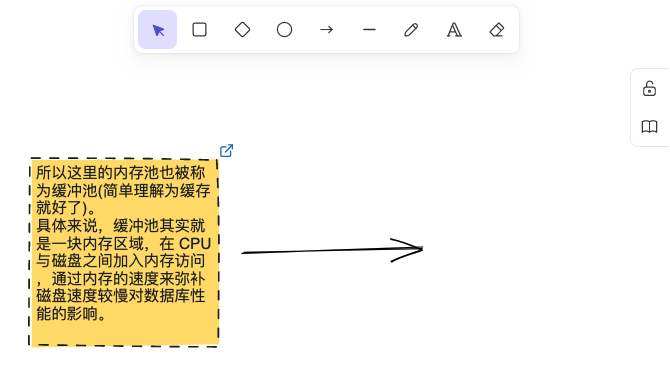 所以这里的内存池也被称
为缓冲池(简单理解为缓存
就好了)。
具体来说，缓冲池其实就
是一块内存区域，在 CPU
与磁盘之间加入内存访问
，通过内存的速度来弥补
磁盘速度较慢对数据库性
能的影响。